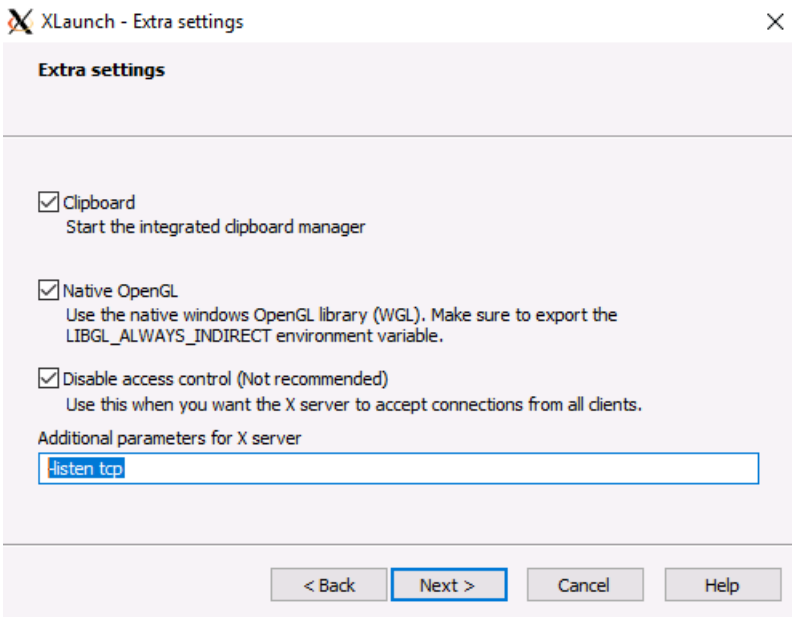 XLaunch - Extra settings
Extra settings
Clipboard
Start the integrated clipboard manager
Native OpenGL
Use the native windows OpenGL library (WGL). Make sure to export the
LIBGL_ALWAYS_INDIRECT environment variable.
Disable access control (Not recommended)
Use this when you want the X server to accept connections from all clients.
Additional parameters for X server
-listen tcp
< Back Next > Cancel Help